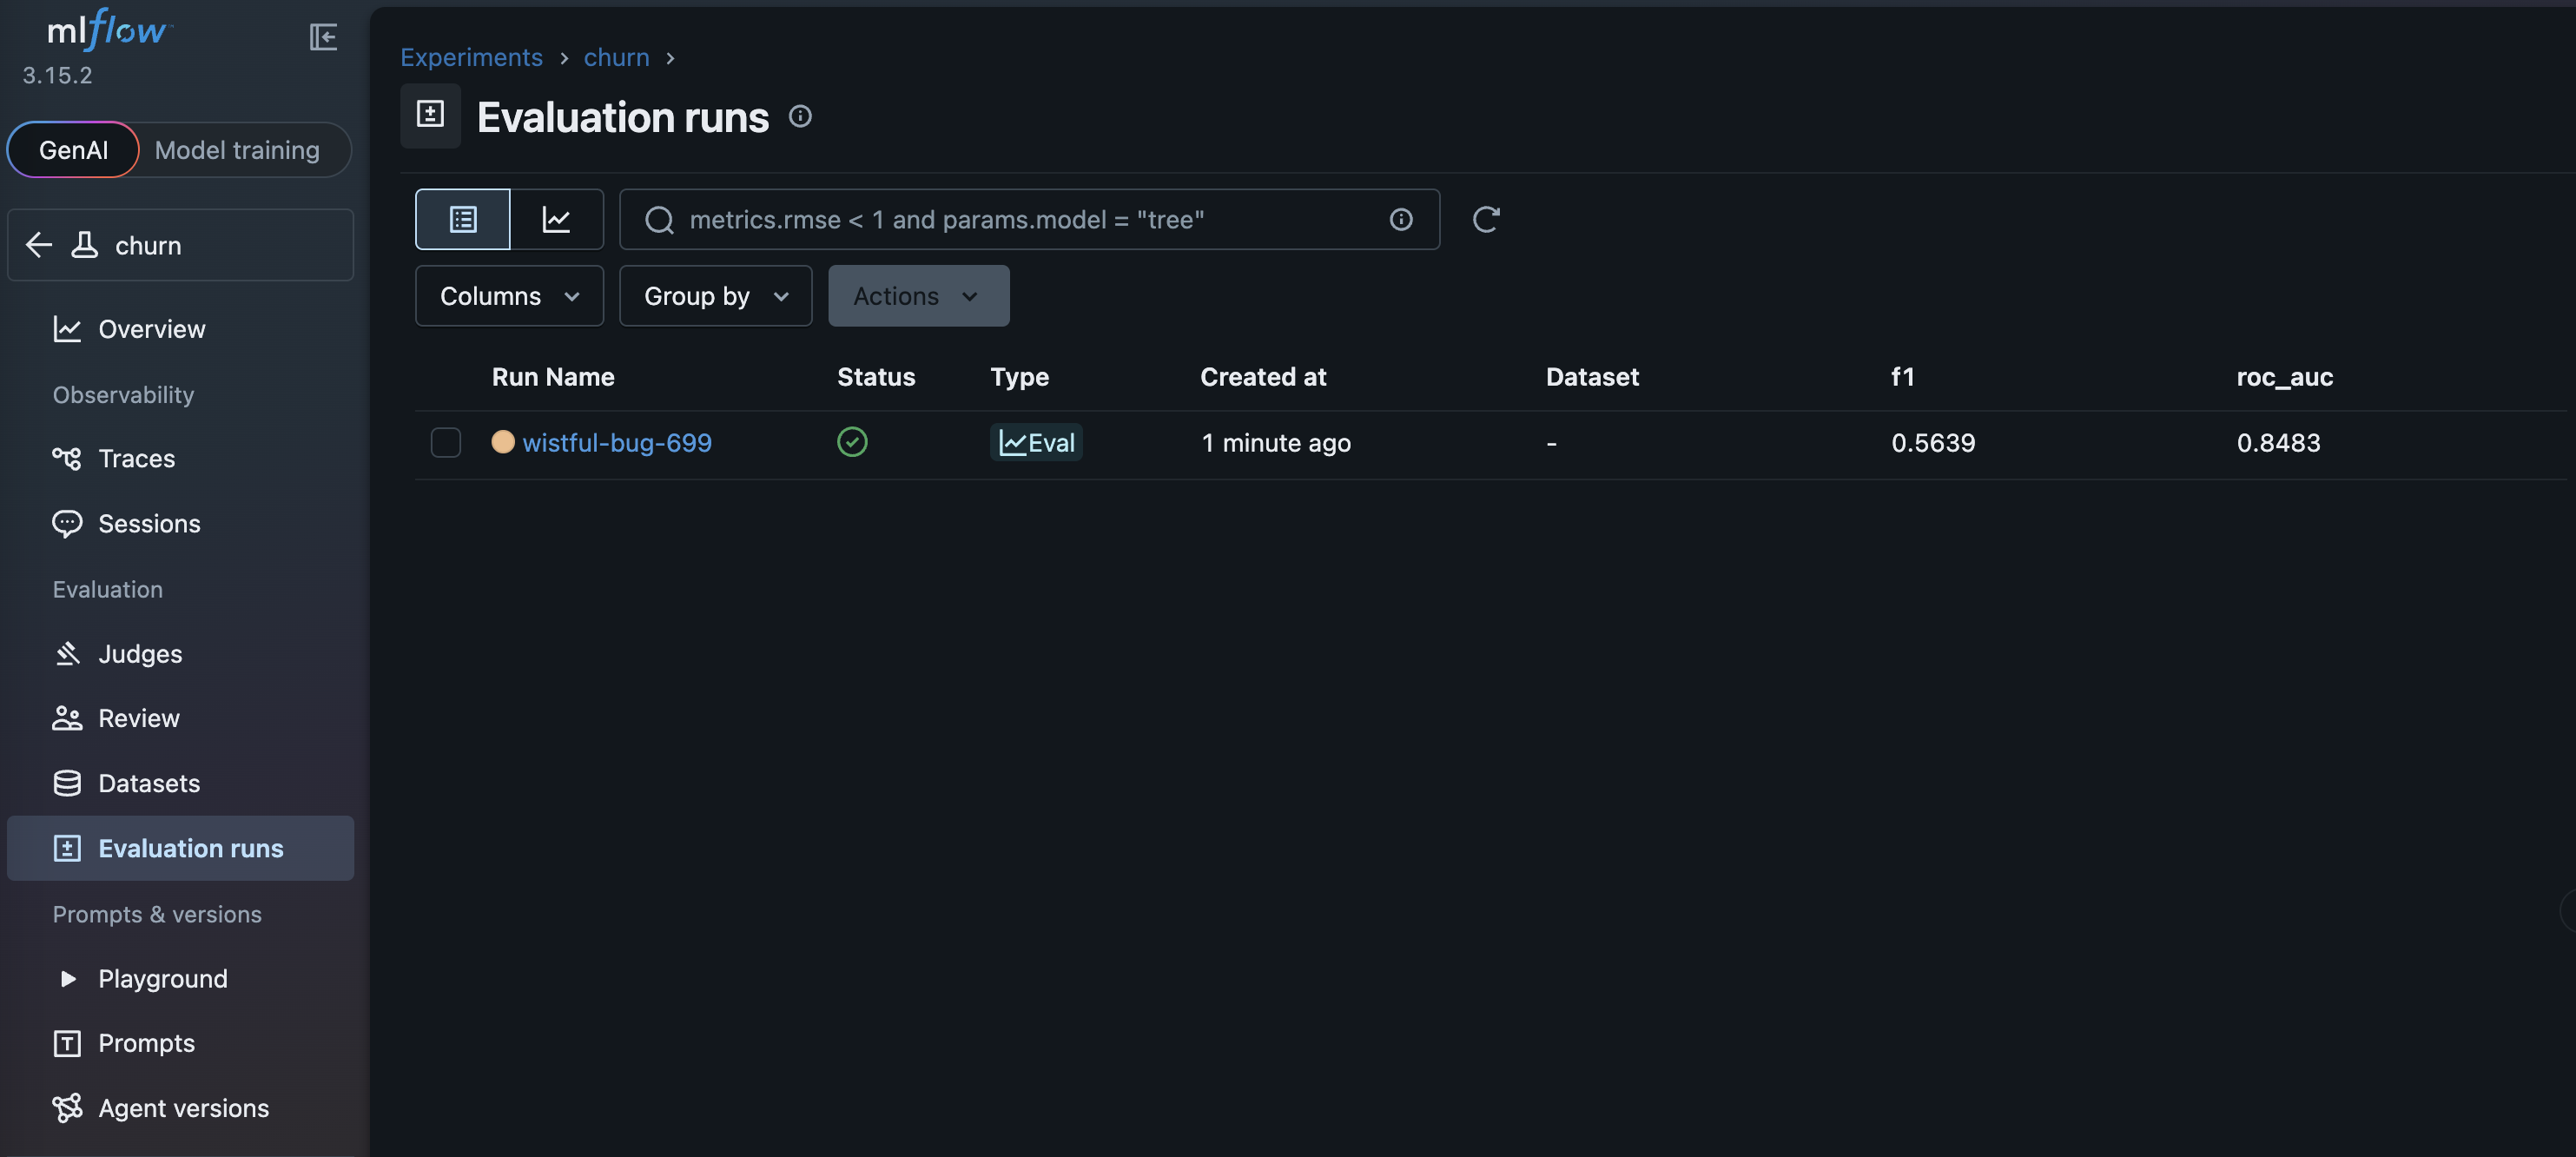 mlflow
3.15.2
GenAI Model training
churn
Overview
Observability
Traces
Sessions
Evaluation
Judges
Review
Datasets
Evaluation runs
Prompts & versions
Playground
Prompts
Agent versions
Experiments > churn >
Evaluation runs
metrics.rmse < 1 and params.model = "tree"
Columns Group by Actions
Run Name Status Type Created at Dataset f1 roc_auc
wistful-bug-699 Eval 1 minute ago - 0.5639 0.8483